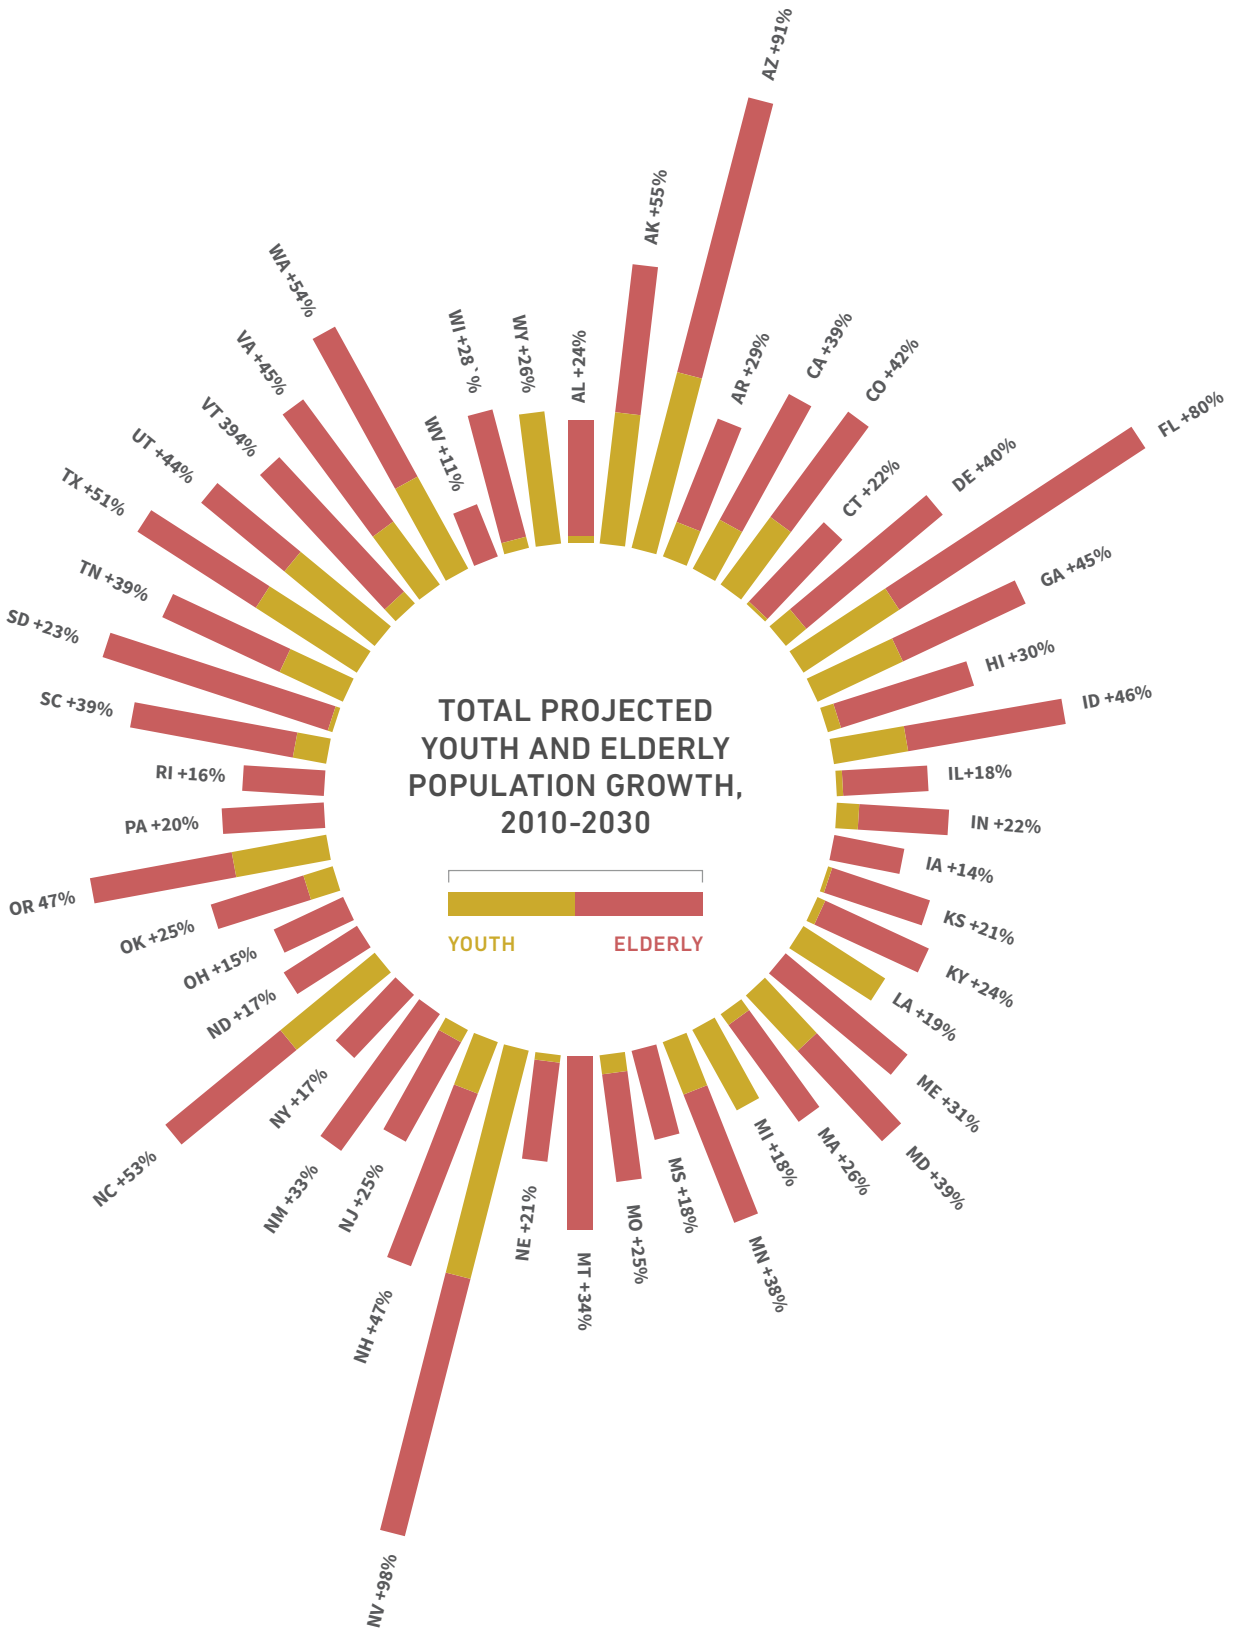 TOTAL PROJECTED
YOUTH AND ELDERLY
POPULATION GROWTH,
2010-2030
YOUTH
ELDERLY
AL +24%
AK +55%
AZ +91%
AR +29%
CA +39%
CO +42%
CT +22%
DE +40%
FL +80%
GA +45%
HI +30%
ID +46%
IL+18%
IN +22%
IA +14%
KS +21%
KY +24%
LA +19%
ME +31%
MD +39%
MA +26%
MI +18%
MN +38%
MS +18%
MO +25%
MT +34%
NE +21%
NV +98%
NH +47%
NJ +25%
NM +33%
NY +17%
NC +53%
ND +17%
OH +15%
OK +25%
OR 47%
PA +20%
RI +16%
SC +39%
SD +23%
TN +39%
TX +51%
UT +44%
VT 394%
VA +45%
WA +54%
WV +11%
WI +28`%
WY +26%